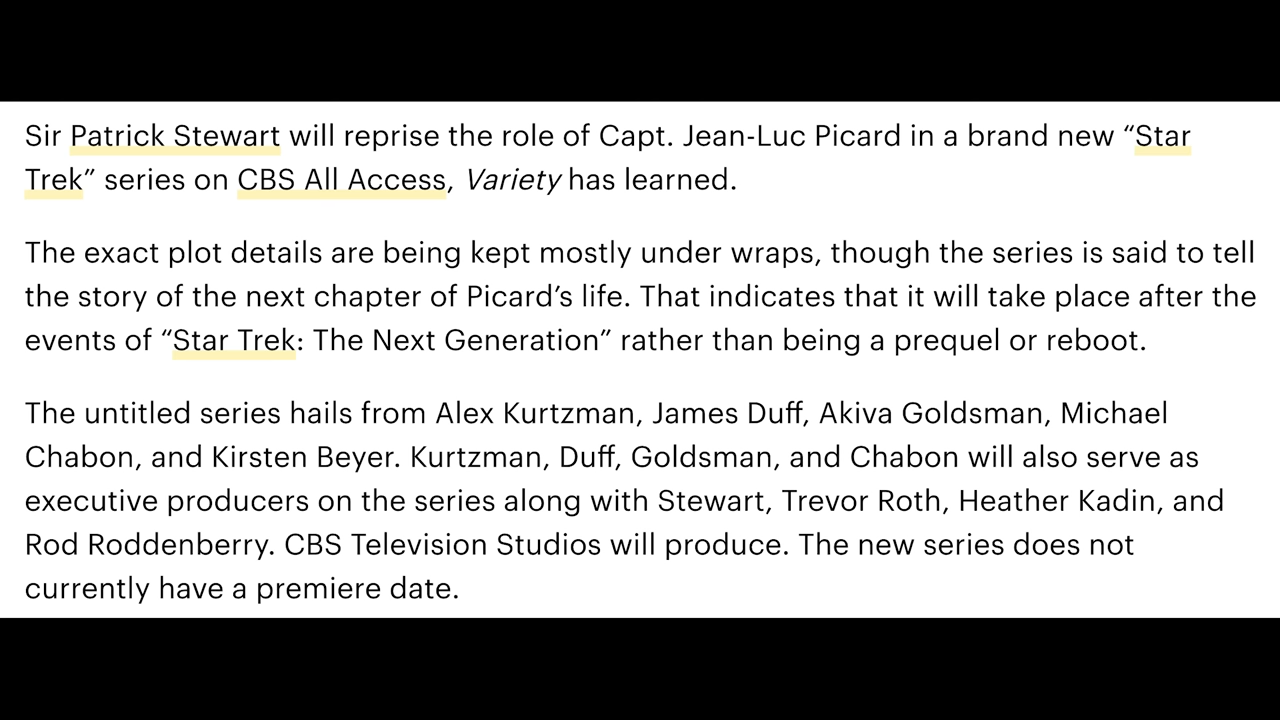 Sir Patrick Stewart will reprise the role of Capt. Jean-Luc Picard in a brand new “Star
Trek” series on CBS All Access, Variety has learned.
The exact plot details are being kept mostly under wraps, though the series is said to tell
the story of the next chapter of Picard’s life. That indicates that it will take place after the
events of “Star Trek: The Next Generation” rather than being a prequel or reboot.
The untitled series hails from Alex Kurtzman, James Duff, Akiva Goldsman, Michael
Chabon, and Kirsten Beyer. Kurtzman, Duff, Goldsman, and Chabon will also serve as
executive producers on the series along with Stewart, Trevor Roth, Heather Kadin, and
Rod Roddenberry. CBS Television Studios will produce. The new series does not
currently have a premiere date.